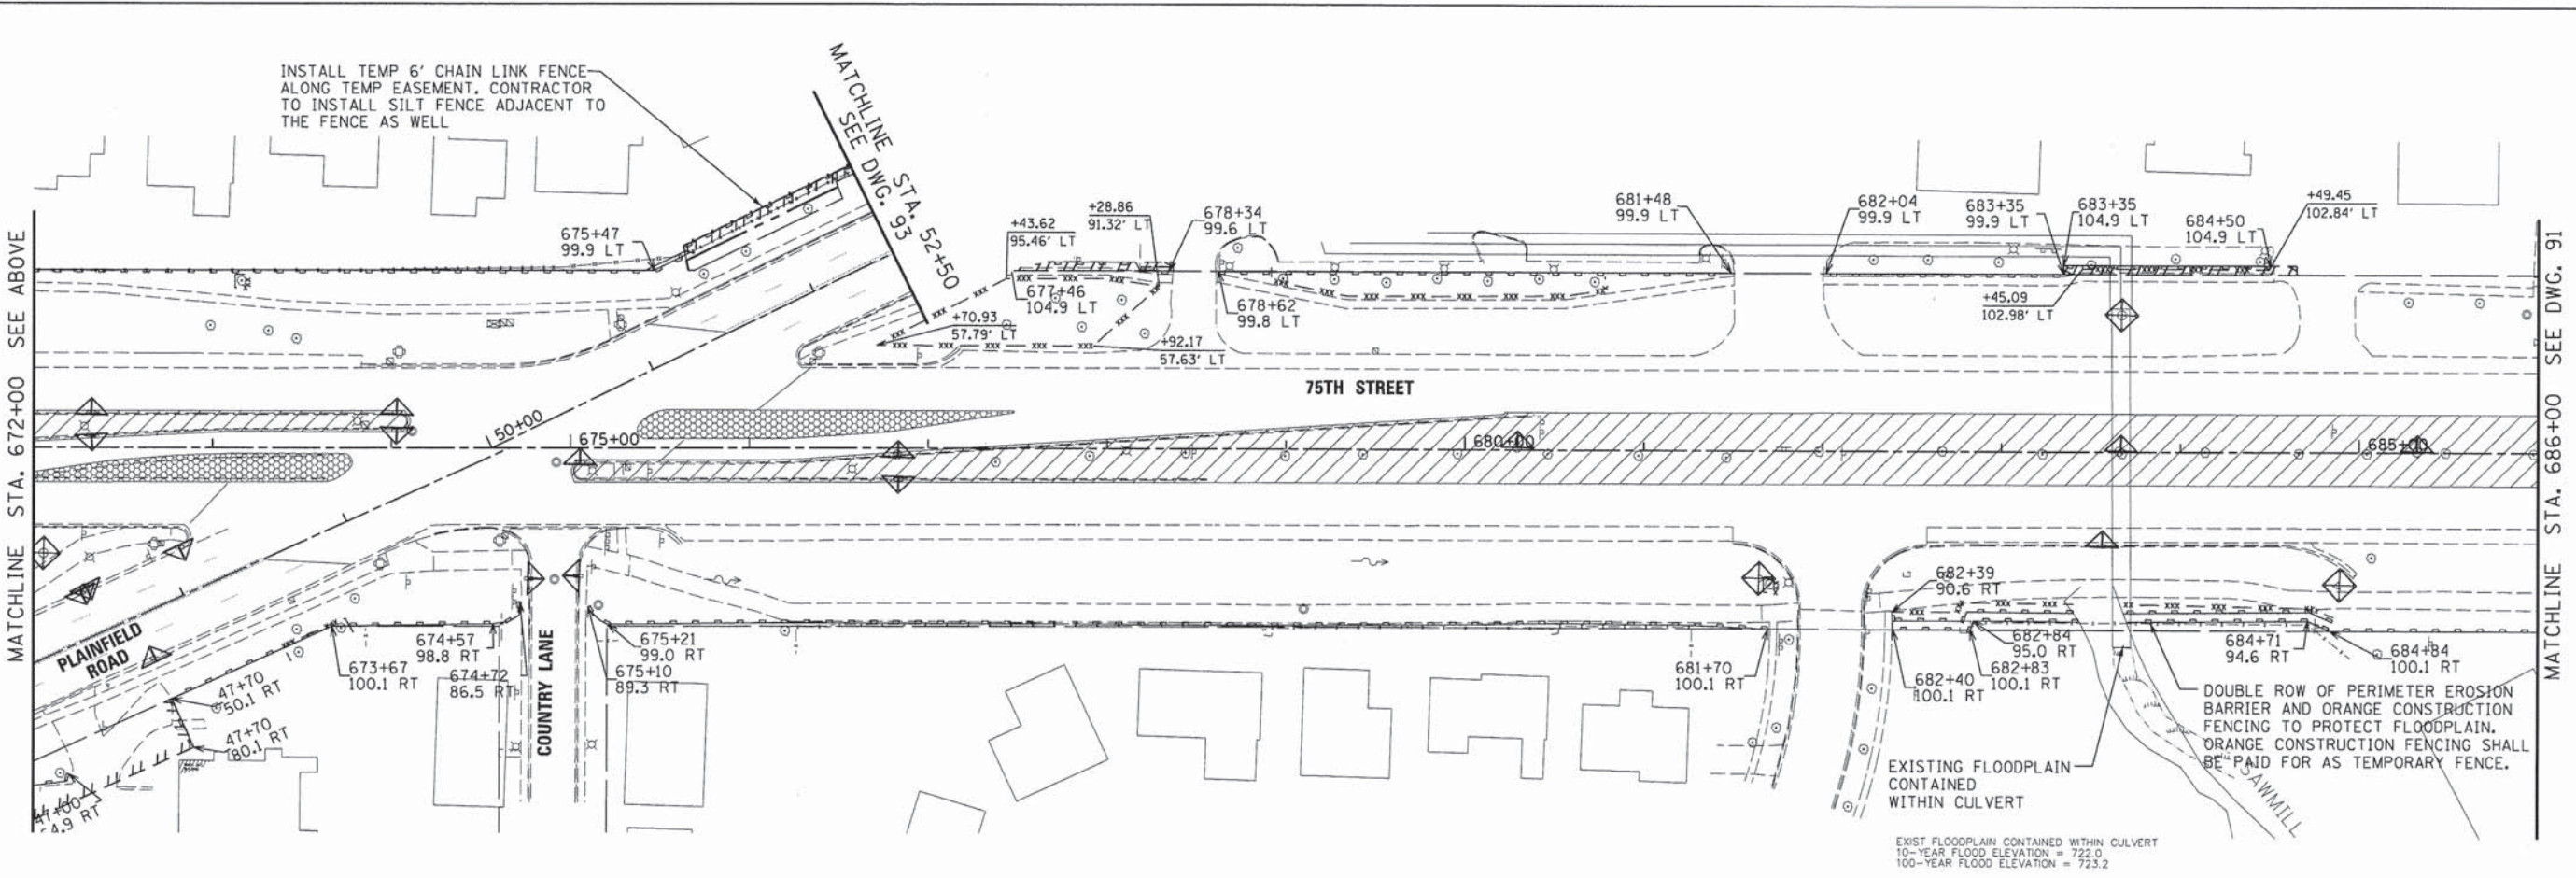 INSTALL TEMP 6' CHAIN LINK FENCE
ALONG TEMP EASEMENT. CONTRACTOR
TO INSTALL SILT FENCE ADJACENT TO
THE FENCE AS WELL
MATCHLINE STA. 52+50
SEE DWG. 93
MATCHLINE STA. 672+00 SEE ABOVE
675+47
99.9 LT
+43.62
95.46' LT
+28.86
91.32' LT
678+34
99.6 LT
677+46
104.9 LT
+70.93
57.79' LT
+92.17
57.63' LT
678+62
99.8 LT
681+48
99.9 LT
682+04
99.9 LT
683+35
99.9 LT
683+35
104.9 LT
684+50
104.9 LT
+49.45
102.84' LT
+45.09
102.98' LT
MATCHLINE STA. 686+00 SEE DWG. 91
75TH STREET
50+00
675+00
680+00
685+00
PLAINFIELD
ROAD
COUNTRY LANE
47+70
50.1 RT
47+70
80.1 RT
47+00
4.9 RT
673+67
100.1 RT
674+57
98.8 RT
674+72
86.5 RT
675+21
99.0 RT
675+10
89.3 RT
681+70
100.1 RT
682+39
90.6 RT
682+40
100.1 RT
682+84
95.0 RT
682+83
100.1 RT
684+71
94.6 RT
684+84
100.1 RT
DOUBLE ROW OF PERIMETER EROSION
BARRIER AND ORANGE CONSTRUCTION
FENCING TO PROTECT FLOODPLAIN.
ORANGE CONSTRUCTION FENCING SHALL
BE PAID FOR AS TEMPORARY FENCE.
SAWMILL
EXISTING FLOODPLAIN
CONTAINED
WITHIN CULVERT
EXIST FLOODPLAIN CONTAINED WITHIN CULVERT
10-YEAR FLOOD ELEVATION = 722.0
100-YEAR FLOOD ELEVATION = 723.2